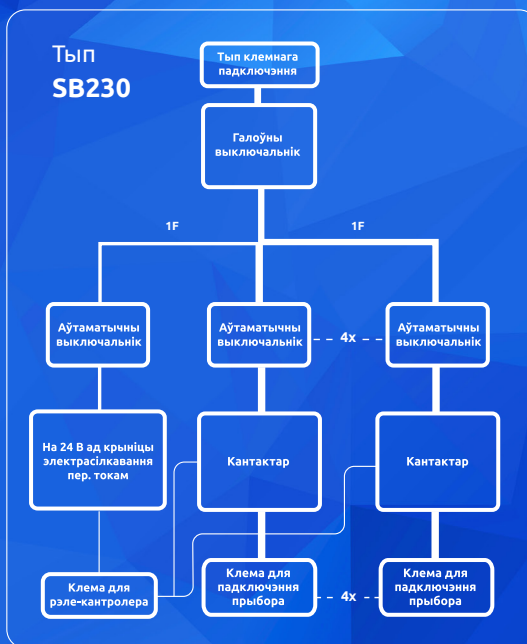 Тып
SB230
Тып клемнага
падключэння
Галоўны
выключальнік
1F
1F
Аўтаматычны
выключальнік
Аўтаматычны
выключальнік
4x
Аўтаматычны
выключальнік
На 24 В ад крыніцы
электрасілкавання
пер. токам
Кантактар
Кантактар
Клема для
рэле-кантролера
Клема для
падключэння
прыбора
4x
Клема для
падключэння
прыбора